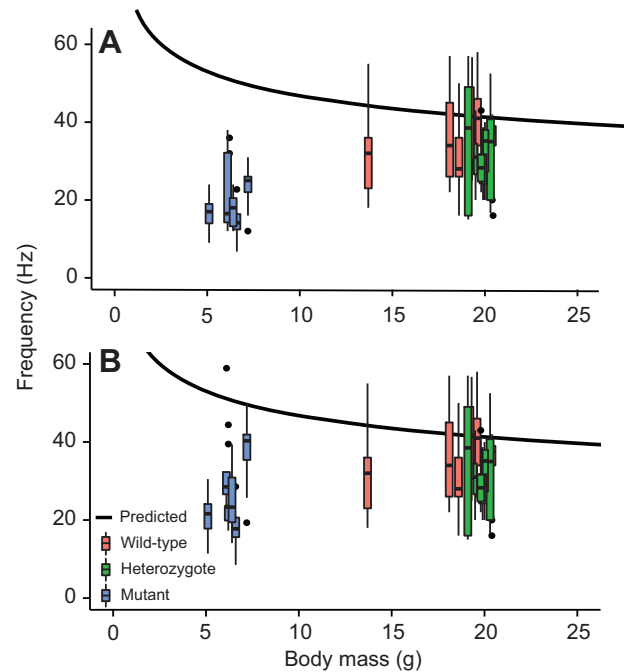 A
60
40
20
0
0 5 10 15 20 25
Frequency (Hz)
B
60
40
20
0
Predicted
Wild-type
Heterozygote
Mutant
0 5 10 15 20 25
Body mass (g)